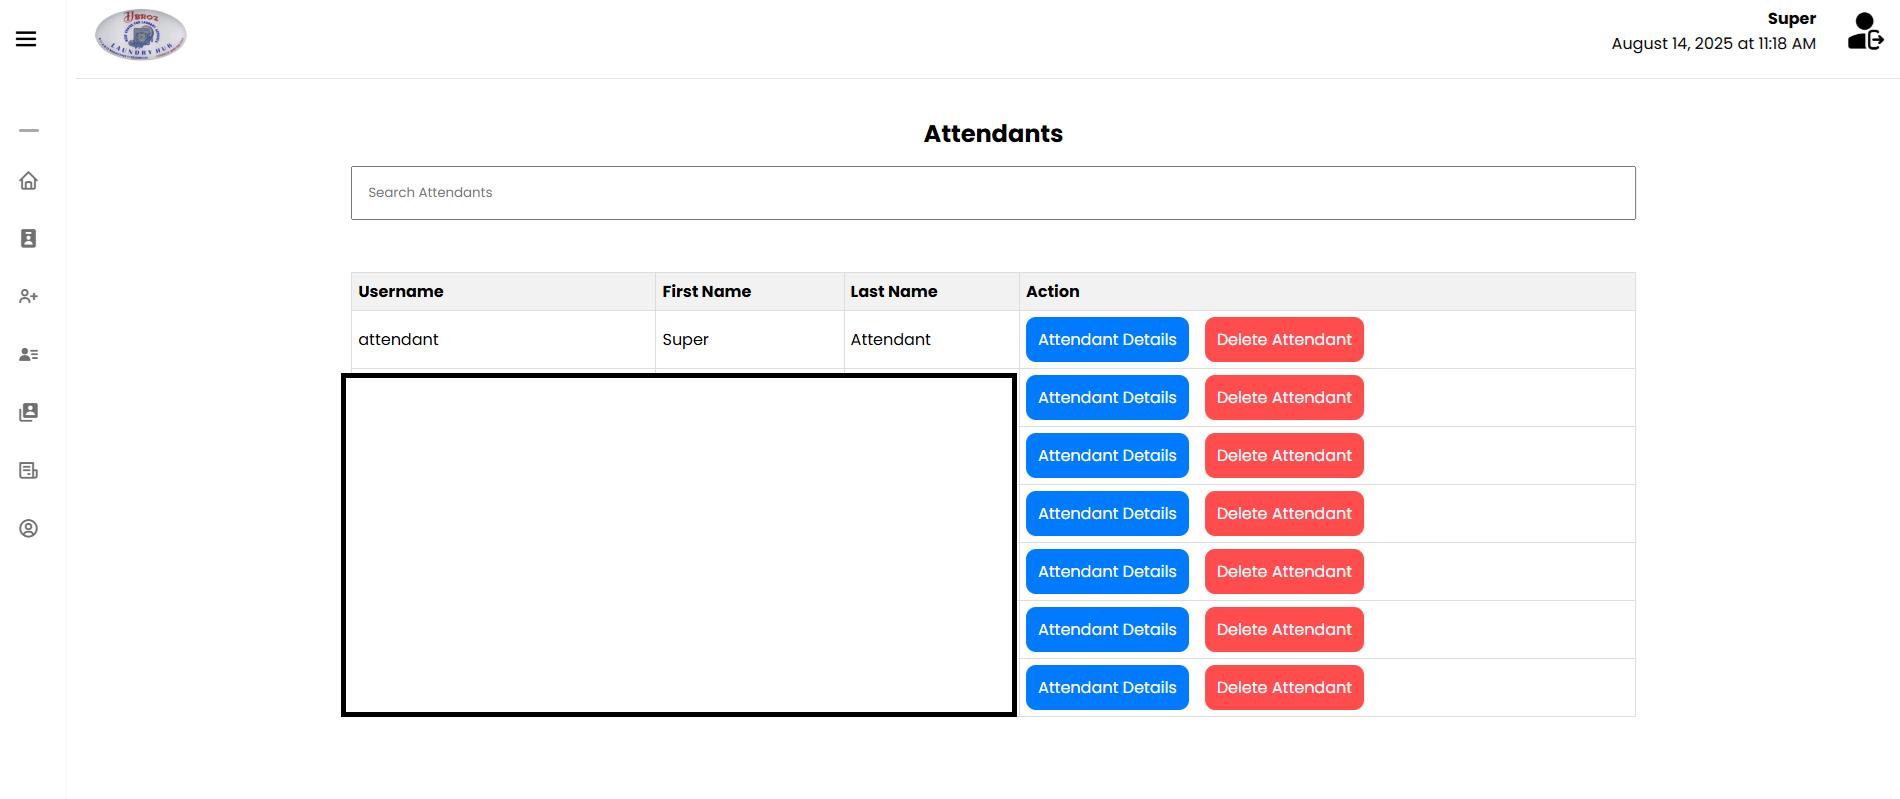 LAUNDRY HUB
Super
August 14, 2025 at 11:18 AM
Attendants
Search Attendants
Username First Name Last Name Action
attendant Super Attendant Attendant Details Delete Attendant
Attendant Details Delete Attendant
Attendant Details Delete Attendant
Attendant Details Delete Attendant
Attendant Details Delete Attendant
Attendant Details Delete Attendant
Attendant Details Delete Attendant